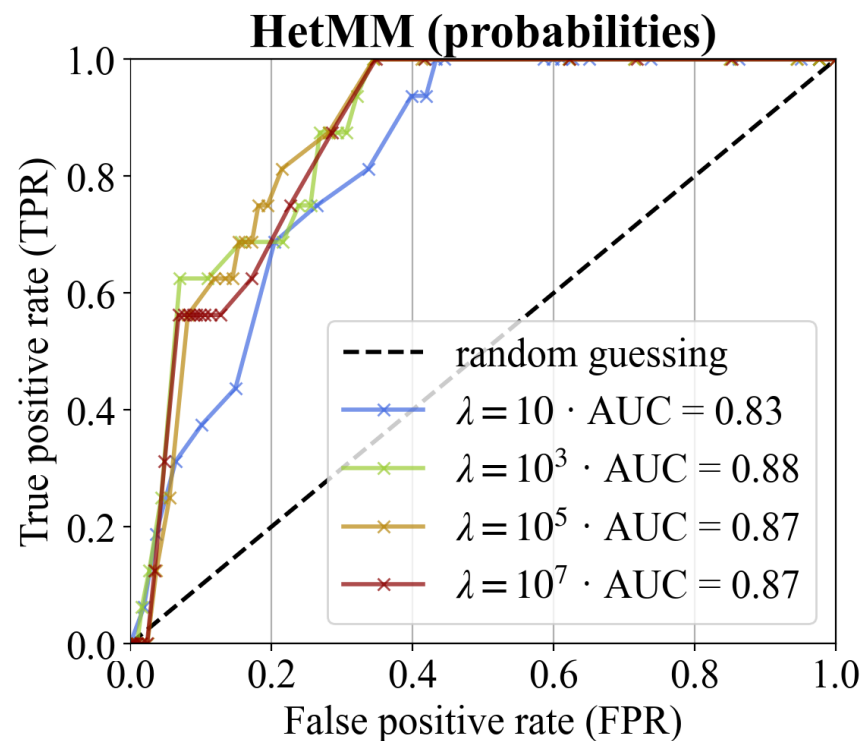 HetMM (probabilities)
True positive rate (TPR)
1.0
0.8
0.6
0.4
0.2
0.0
random guessing
λ = 10 · AUC = 0.83
λ = 10³ · AUC = 0.88
λ = 10⁵ · AUC = 0.87
λ = 10⁷ · AUC = 0.87
0.0 0.2 0.4 0.6 0.8 1.0
False positive rate (FPR)